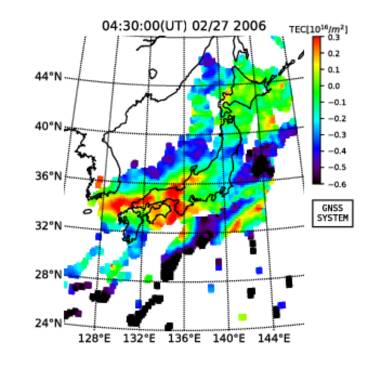 04:30:00(UT) 02/27 2006
TEC[10¹⁶/m²]
44°N
40°N
36°N
32°N
28°N
24°N
128°E 132°E 136°E 140°E 144°E
0.3
0.2
0.1
0.0
−0.1
−0.2
−0.3
−0.4
−0.5
−0.6
GNSS
SYSTEM